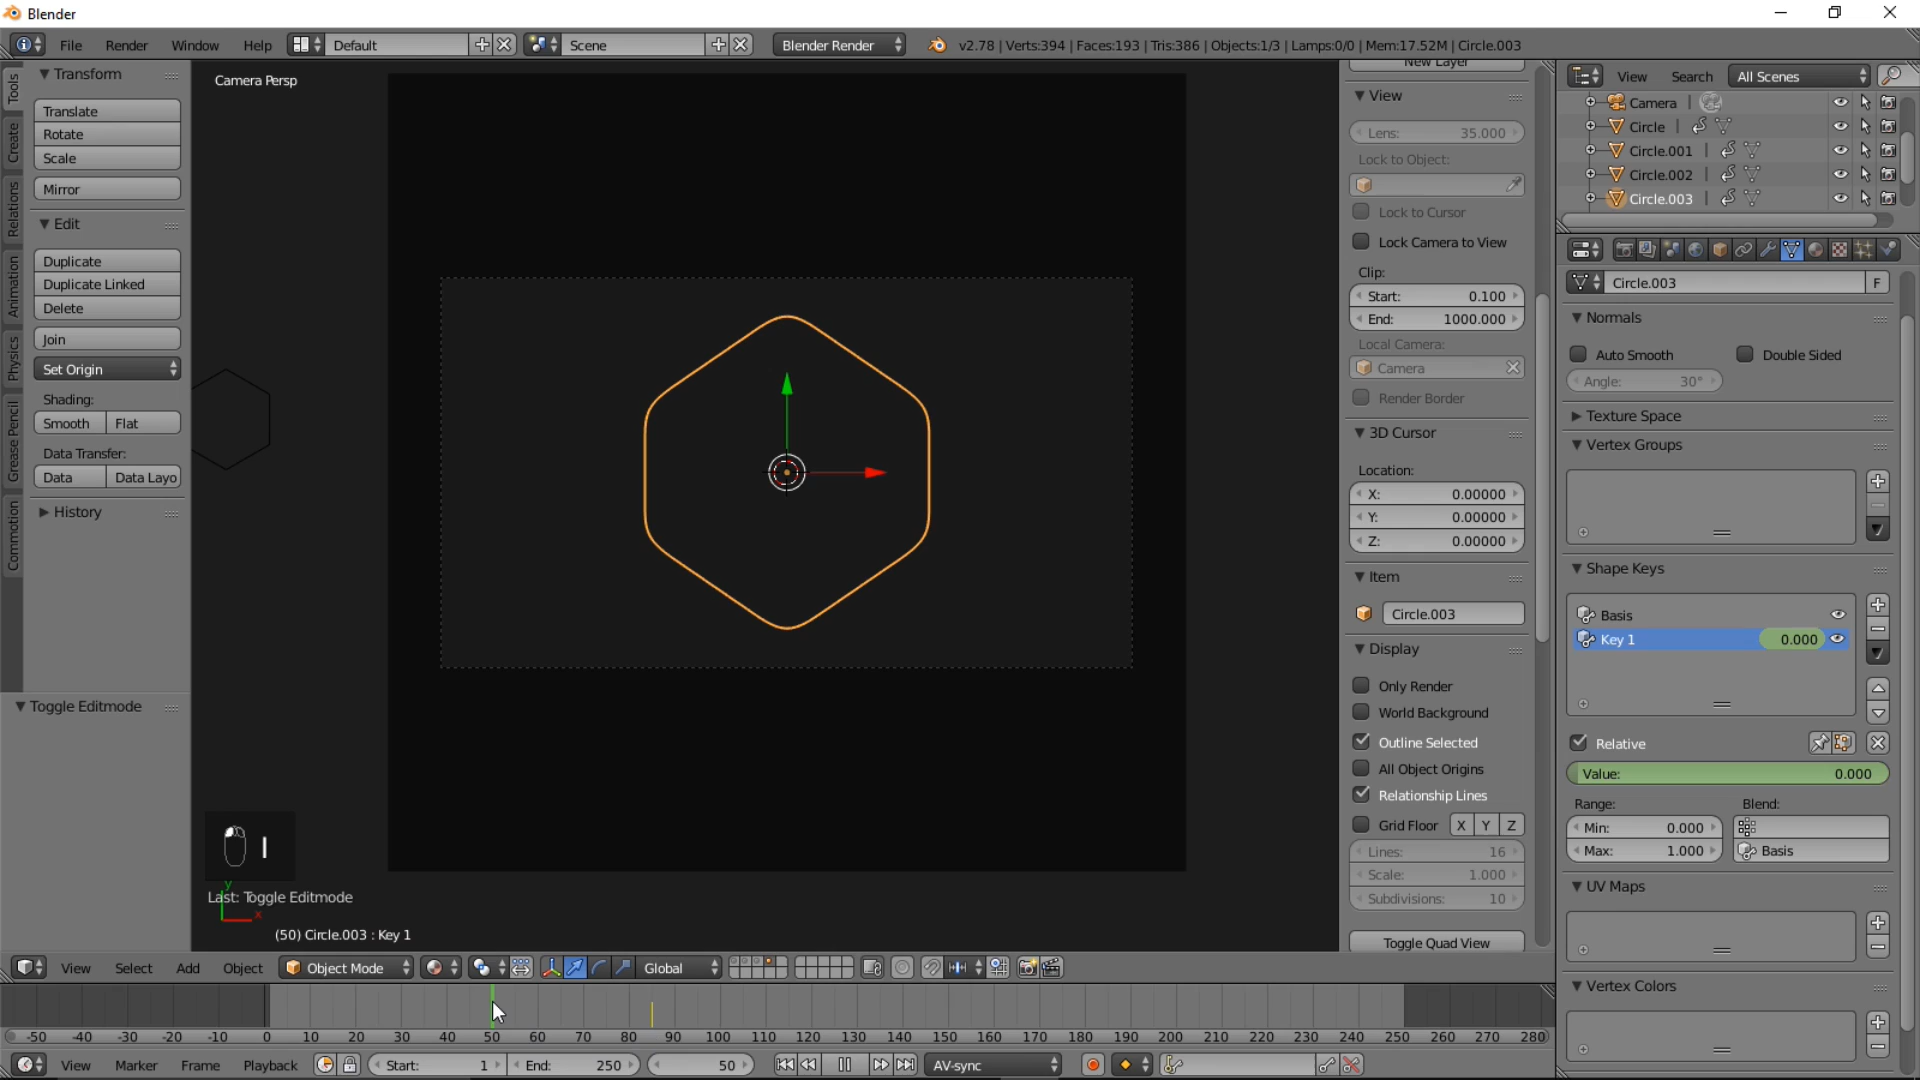 Blender
File Render Window Help Default Scene Blender Render v2.78 | Verts:394 | Faces:193 | Tris:386 | Objects:1/3 | Lamps:0/0 | Mem:17.52M | Circle.003
Tools
Create
Relations
Animation
Physics
Grease Pencil
Commotion
Transform
Translate
Rotate
Scale
Mirror
Edit
Duplicate
Duplicate Linked
Delete
Join
Set Origin
Shading:
Smooth Flat
Data Transfer:
Data Data Layo
History
Toggle Editmode
Camera Persp
I
y
Last: Toggle Editmode
x
(50) Circle.003 : Key 1
New Layer
View
Lens: 35.000
Lock to Object:
Lock to Cursor
Lock Camera to View
Clip:
Start: 0.100
End: 1000.000
Local Camera:
Camera
Render Border
3D Cursor
Location:
X: 0.00000
Y: 0.00000
Z: 0.00000
Item
Circle.003
Display
Only Render
World Background
Outline Selected
All Object Origins
Relationship Lines
Grid Floor X Y Z
Lines: 16
Scale: 1.000
Subdivisions: 10
Toggle Quad View
View Search All Scenes
Camera
Circle
Circle.001
Circle.002
Circle.003
Circle.003 F
Normals
Auto Smooth Double Sided
Angle: 30°
Texture Space
Vertex Groups
Shape Keys
Basis
Key 1 0.000
Relative
Value: 0.000
Range: Blend:
Min: 0.000
Max: 1.000 Basis
UV Maps
Vertex Colors
View Select Add Object Object Mode Global
-50 -40 -30 -20 -10 0 10 20 30 40 50 60 70 80 90 100 110 120 130 140 150 160 170 180 190 200 210 220 230 240 250 260 270 280
View Marker Frame Playback Start: 1 End: 250 50 AV-sync